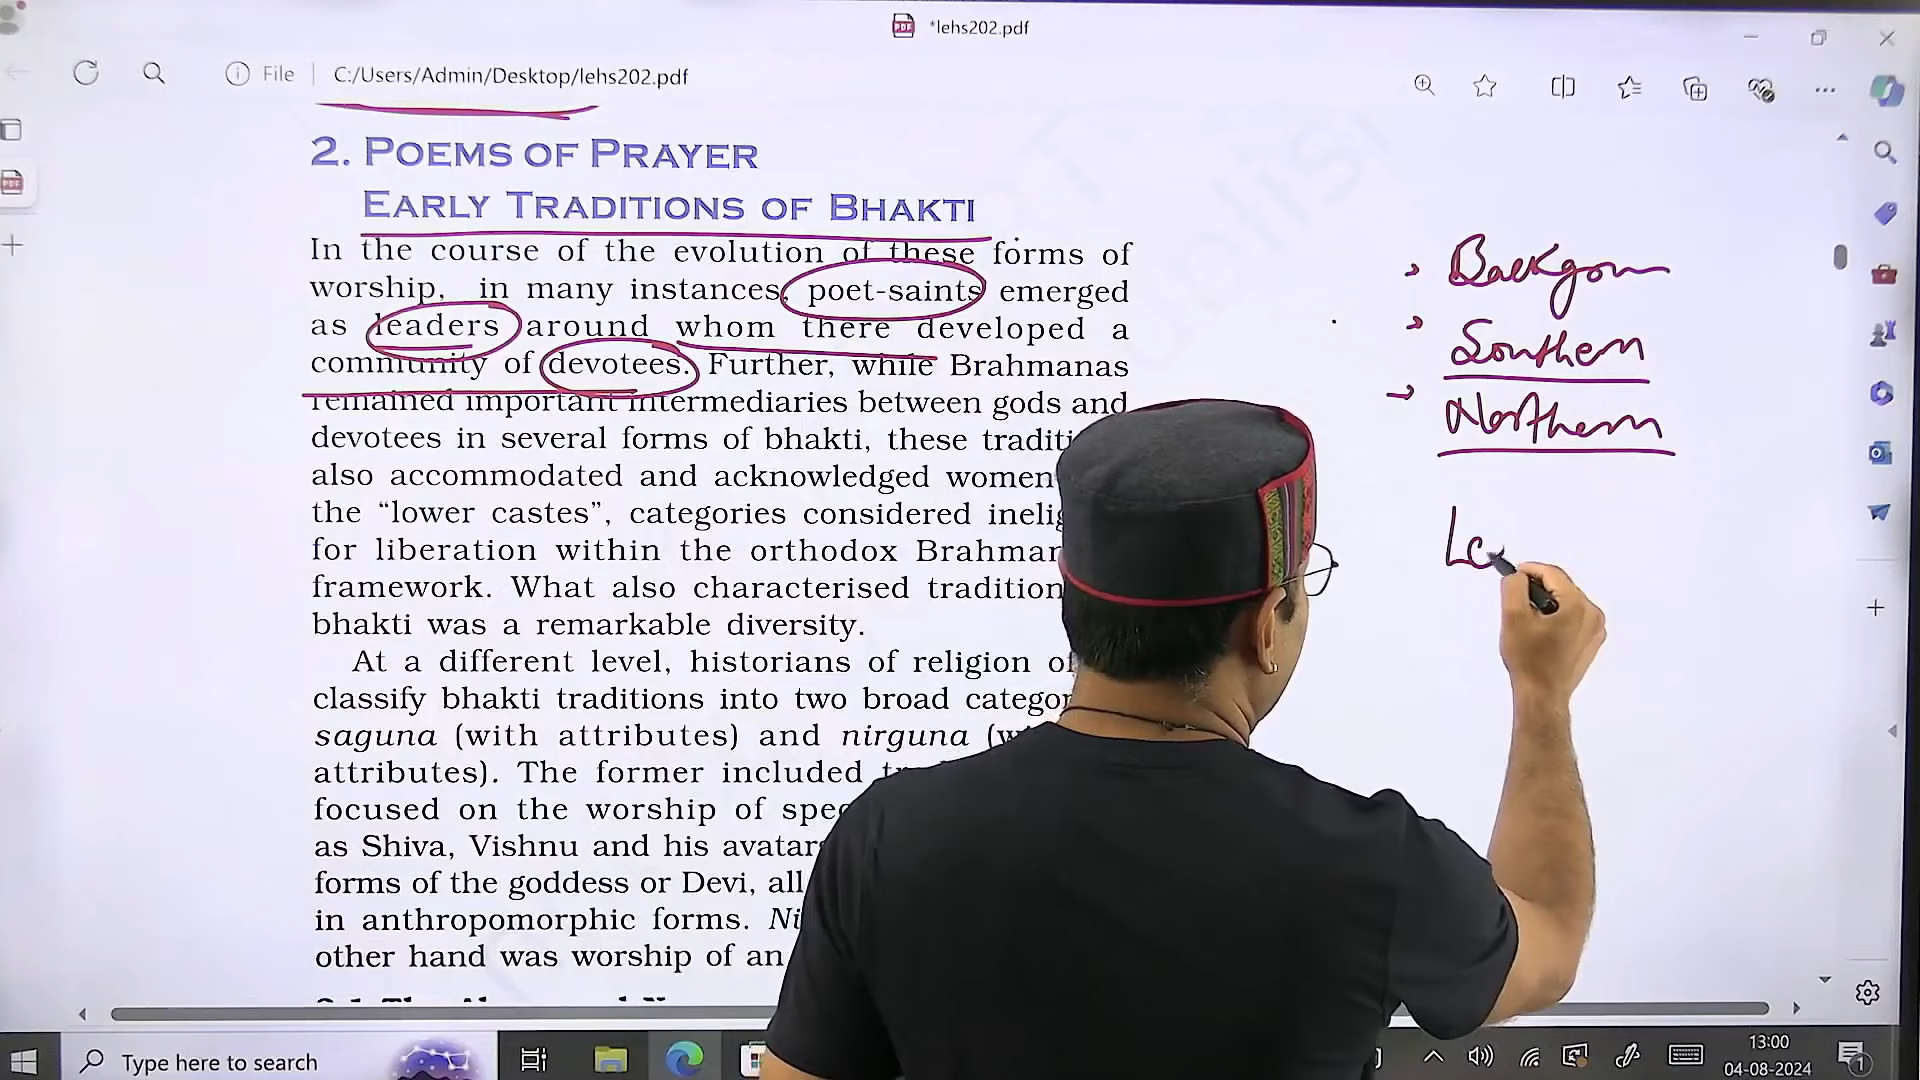 *lehs202.pdf
File C:/Users/Admin/Desktop/lehs202.pdf
2. POEMS OF PRAYER
EARLY TRADITIONS OF BHAKTI
In the course of the evolution of these forms of
worship, in many instances, poet-saints emerged
as leaders around whom there developed a
community of devotees. Further, while Brahmanas
remained important intermediaries between gods and
devotees in several forms of bhakti, these traditi
also accommodated and acknowledged women
the “lower castes”, categories considered inelig
for liberation within the orthodox Brahman
framework. What also characterised tradition
bhakti was a remarkable diversity.
At a different level, historians of religion of
classify bhakti traditions into two broad categor
saguna (with attributes) and nirguna (w
attributes). The former included tr
focused on the worship of spec
as Shiva, Vishnu and his avatars
forms of the goddess or Devi, all
in anthropomorphic forms. Ni
other hand was worship of an
Southern
Northern
Type here to search
13:00
04-08-2024
1